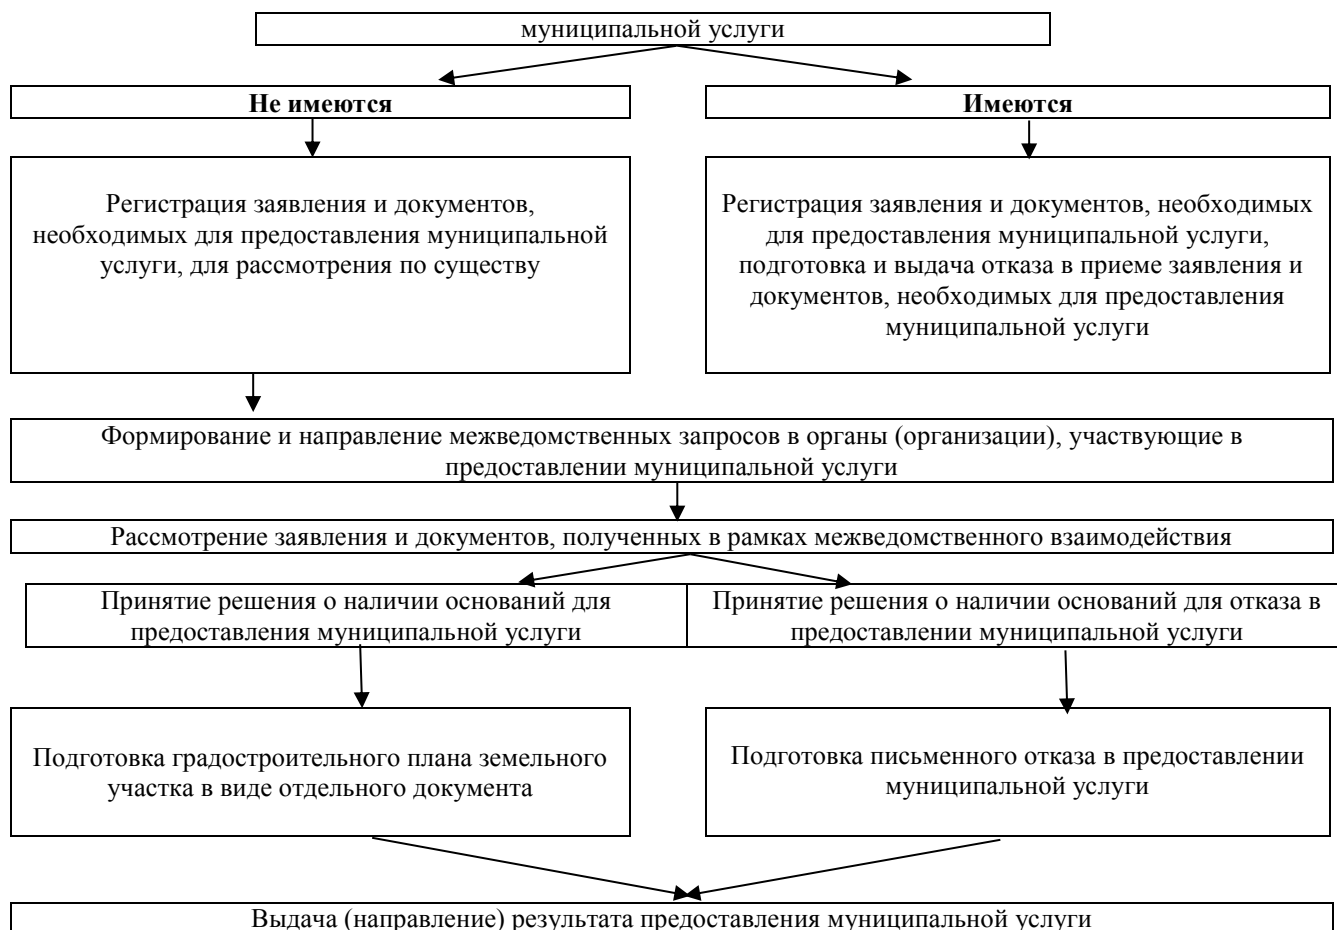 муниципальной услуги
Не имеются
Имеются
Регистрация заявления и документов,
необходимых для предоставления муниципальной
услуги, для рассмотрения по существу
Регистрация заявления и документов, необходимых
для предоставления муниципальной услуги,
подготовка и выдача отказа в приеме заявления и
документов, необходимых для предоставления
муниципальной услуги
Формирование и направление межведомственных запросов в органы (организации), участвующие в
предоставлении муниципальной услуги
Рассмотрение заявления и документов, полученных в рамках межведомственного взаимодействия
Принятие решения о наличии оснований для
предоставления муниципальной услуги
Принятие решения о наличии оснований для отказа в
предоставлении муниципальной услуги
Подготовка градостроительного плана земельного
участка в виде отдельного документа
Подготовка письменного отказа в предоставлении
муниципальной услуги
Выдача (направление) результата предоставления муниципальной услуги